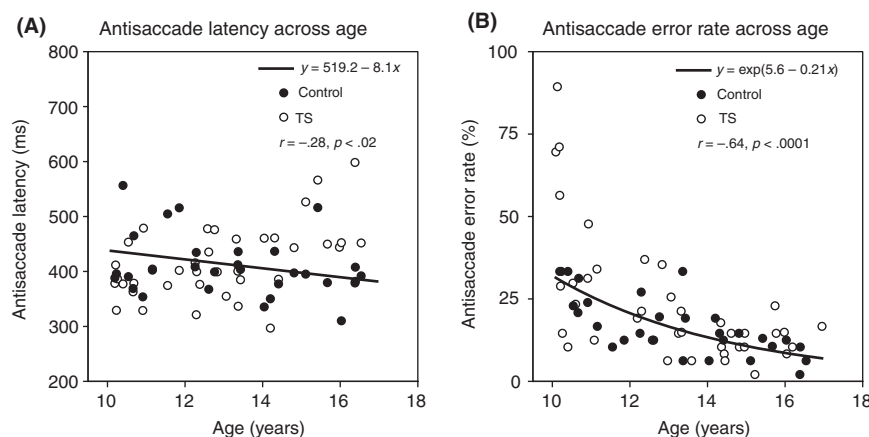 (A) Antisaccade latency across age
800
700
600
500
400
300
200
Antisaccade latency (ms)
y = 519.2 – 8.1x
Control
TS
r = –.28, p < .02
10 12 14 16 18
Age (years)
(B) Antisaccade error rate across age
100
75
50
25
0
Antisaccade error rate (%)
y = exp(5.6 – 0.21x)
Control
TS
r = –.64, p < .0001
10 12 14 16 18
Age (years)